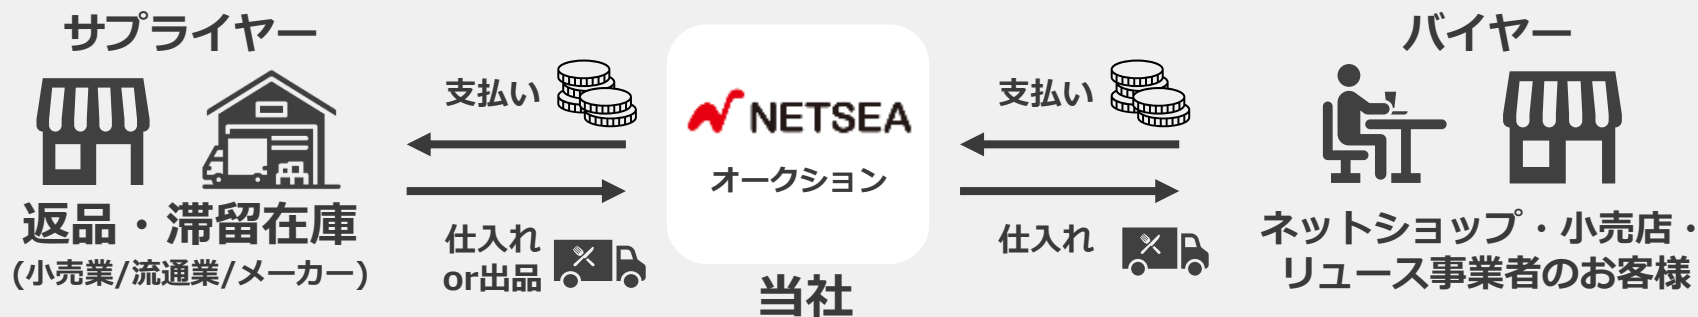 サプライヤー
支払い
仕入れ
or出品
返品・滞留在庫
(小売業/流通業/メーカー)
NETSEA
オークション
当社
支払い
仕入れ
バイヤー
ネットショップ・小売店・
リユース事業者のお客様